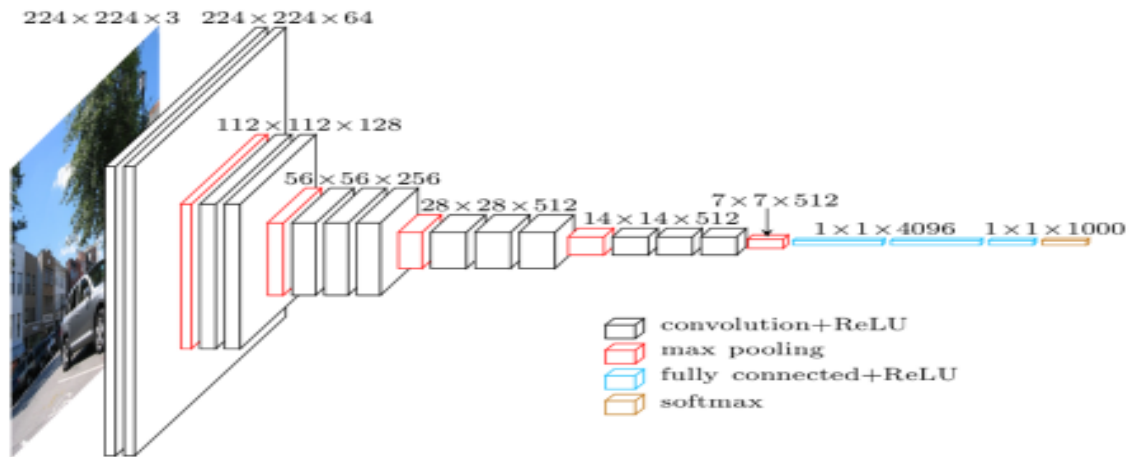 224×224×3
224×224×64
112×112×128
56×56×256
28×28×512
14×14×512
7×7×512
1×1×4096
1×1×1000
convolution+ReLU
max pooling
fully connected+ReLU
softmax